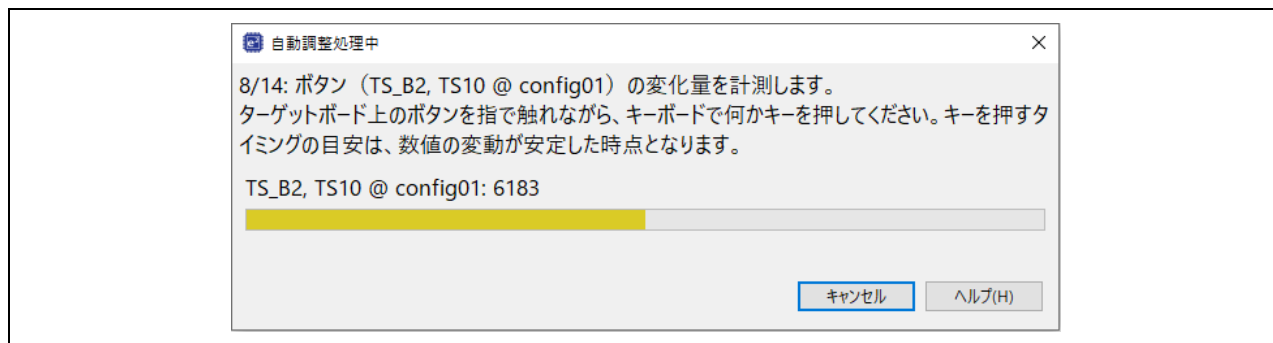 自動調整処理中
8/14: ボタン（TS_B2, TS10 @ config01）の変化量を計測します。
ターゲットボード上のボタンを指で触れながら、キーボードで何かキーを押してください。キーを押すタ
イミングの目安は、数値の変動が安定した時点となります。
TS_B2, TS10 @ config01: 6183
キャンセル
ヘルプ(H)